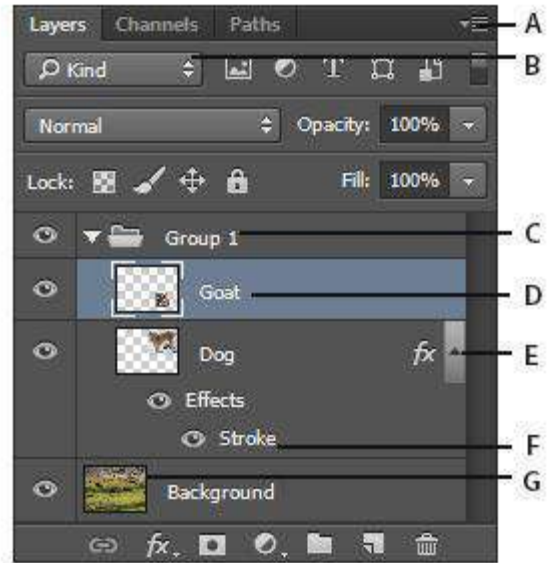 Layers Channels Paths A
Kind T B
Normal Opacity: 100%
Lock: Fill: 100%
Group 1 C
Goat D
Dog fx E
Effects
Stroke F
Background G
fx.